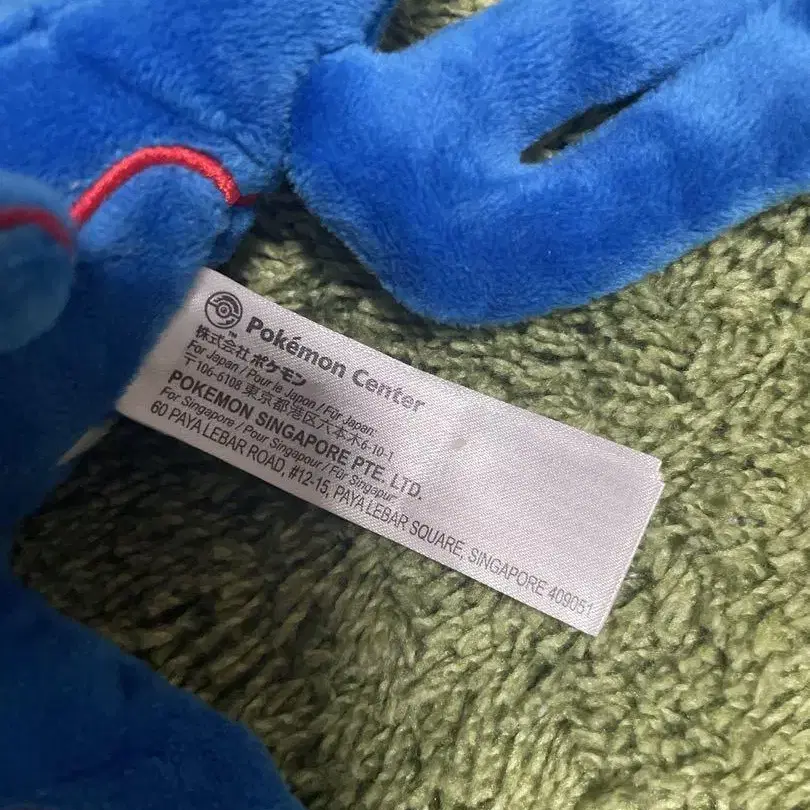 Pokémon Center
TM
株式会社ポケモン
For Japan / Pour le Japon / Für Japan
〒106-6108 東京都港区六本木6-10-1
POKEMON SINGAPORE PTE. LTD.
For Singapore / Pour Singapour / Für Singapur
60 PAYA LEBAR ROAD, #12-15, PAYA LEBAR SQUARE, SINGAPORE 409051